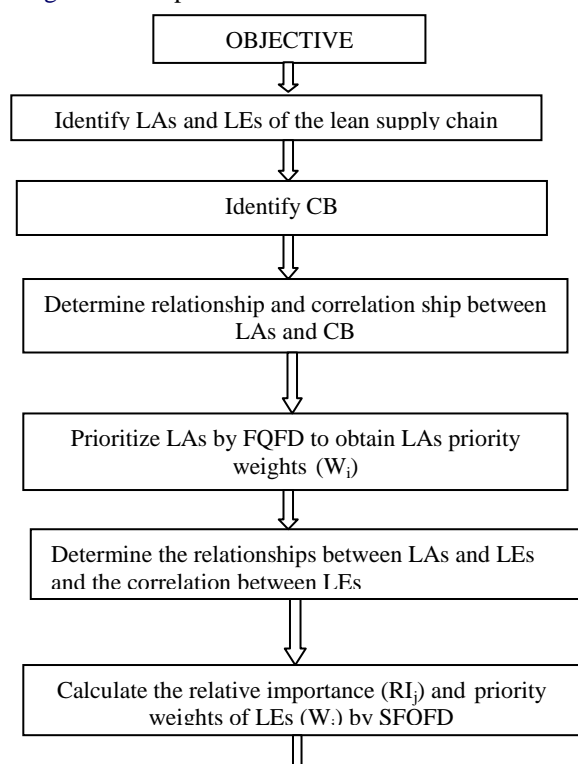 OBJECTIVE
Identify LAs and LEs of the lean supply chain
Identify CB
Determine relationship and correlation ship between
LAs and CB
Prioritize LAs by FQFD to obtain LAs priority
weights (Wi)
Determine the relationships between LAs and LEs
and the correlation between LEs
Calculate the relative importance (RIj) and priority
weights of LEs (Wj) by SFQFD